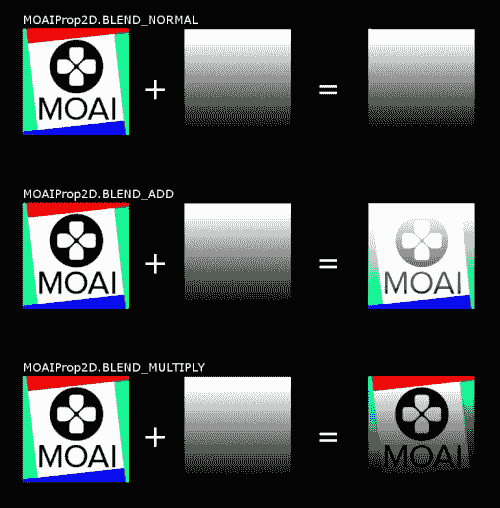 MOAIProp2D.BLEND_NORMAL
MOAI + =
MOAIProp2D.BLEND_ADD
MOAI + = MOAI
MOAIProp2D.BLEND_MULTIPLY
MOAI + = MOAI